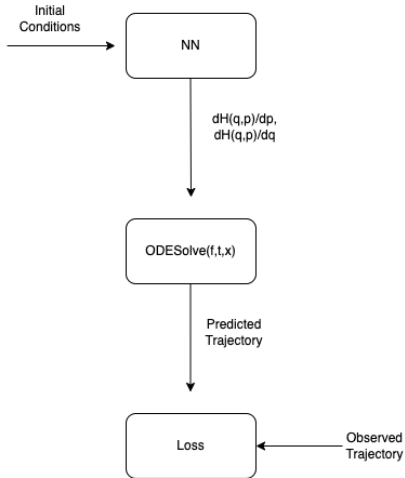 Initial
Conditions
NN
dH(q,p)/dp,
dH(q,p)/dq
ODESolve(f,t,x)
Predicted
Trajectory
Loss
Observed
Trajectory